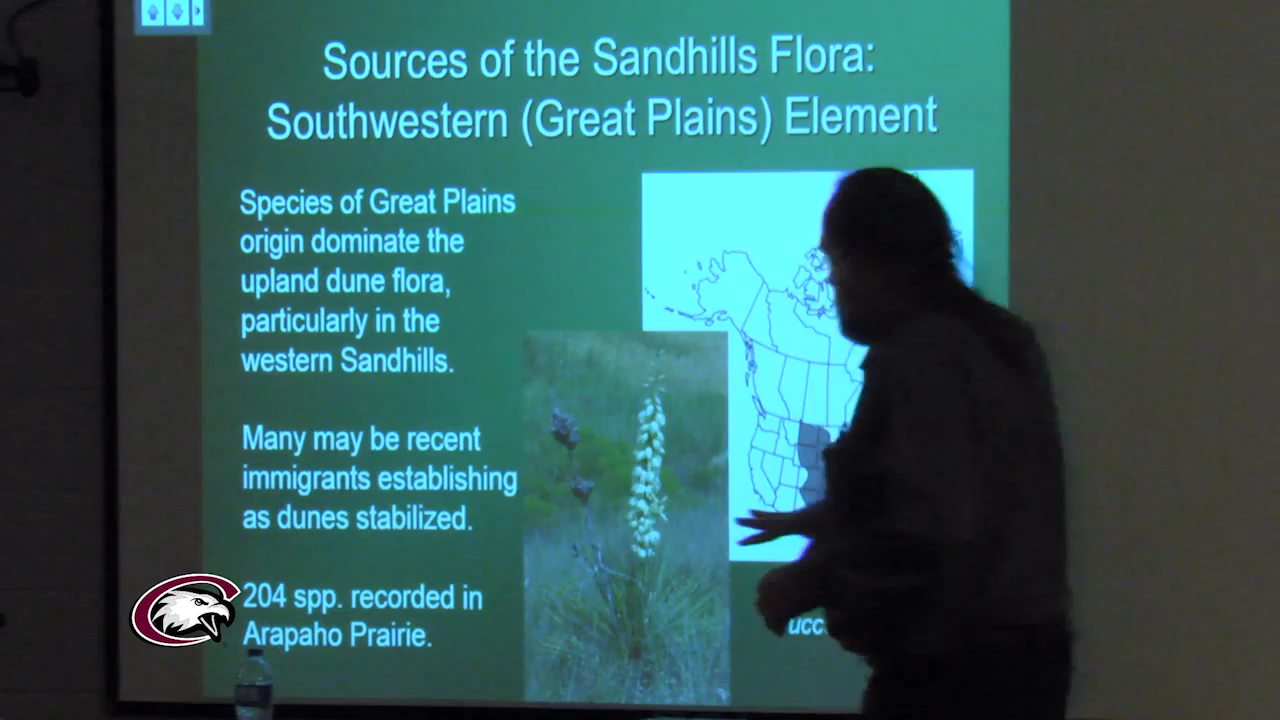 Sources of the Sandhills Flora:
Southwestern (Great Plains) Element
Species of Great Plains
origin dominate the
upland dune flora,
particularly in the
western Sandhills.
Many may be recent
immigrants establishing
as dunes stabilized.
204 spp. recorded in
Arapaho Prairie.